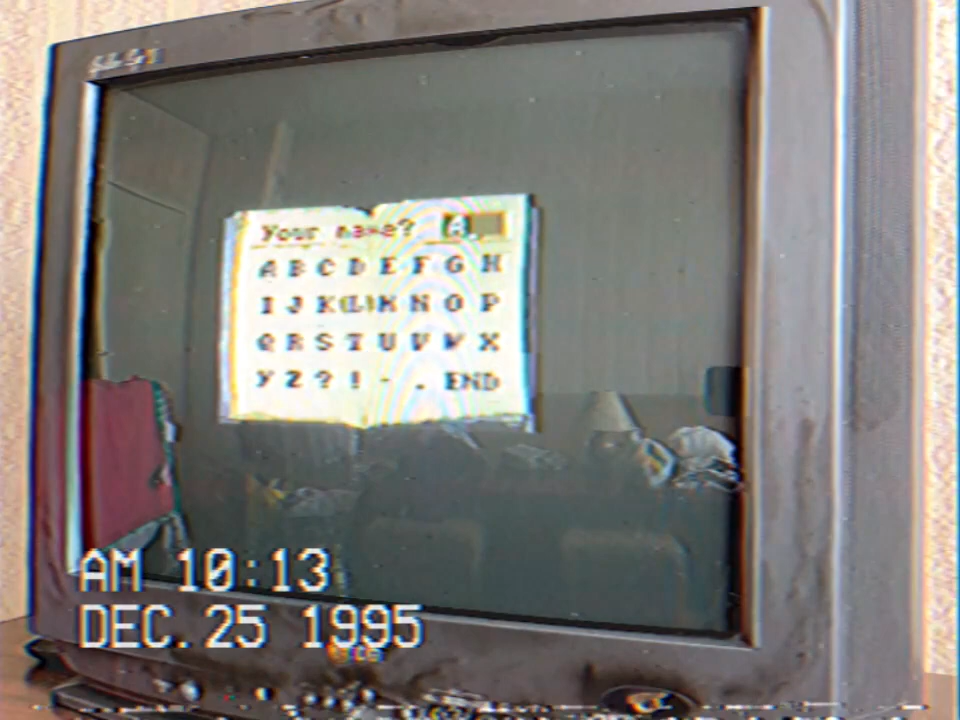 Your name? A.
A B C D E F G H
I J K L M N O P
Q R S T U V W X
Y Z ? ! - . END
AM 10:13
DEC. 25 1995